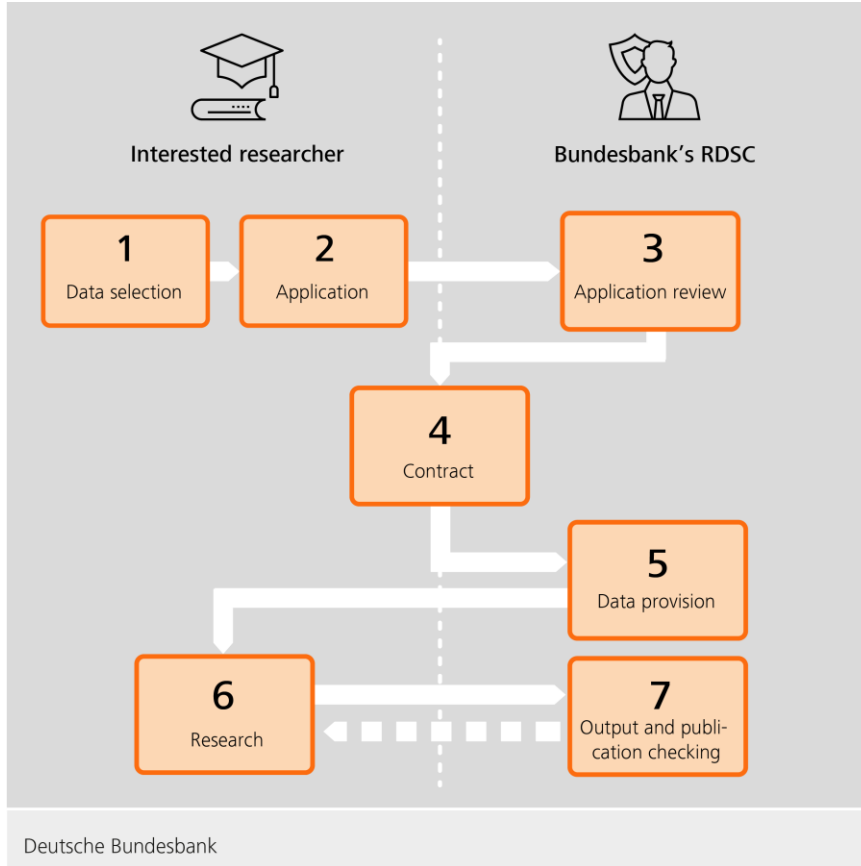 Interested researcher
Bundesbank's RDSC
1
Data selection
2
Application
3
Application review
4
Contract
5
Data provision
6
Research
7
Output and publi-
cation checking
Deutsche Bundesbank